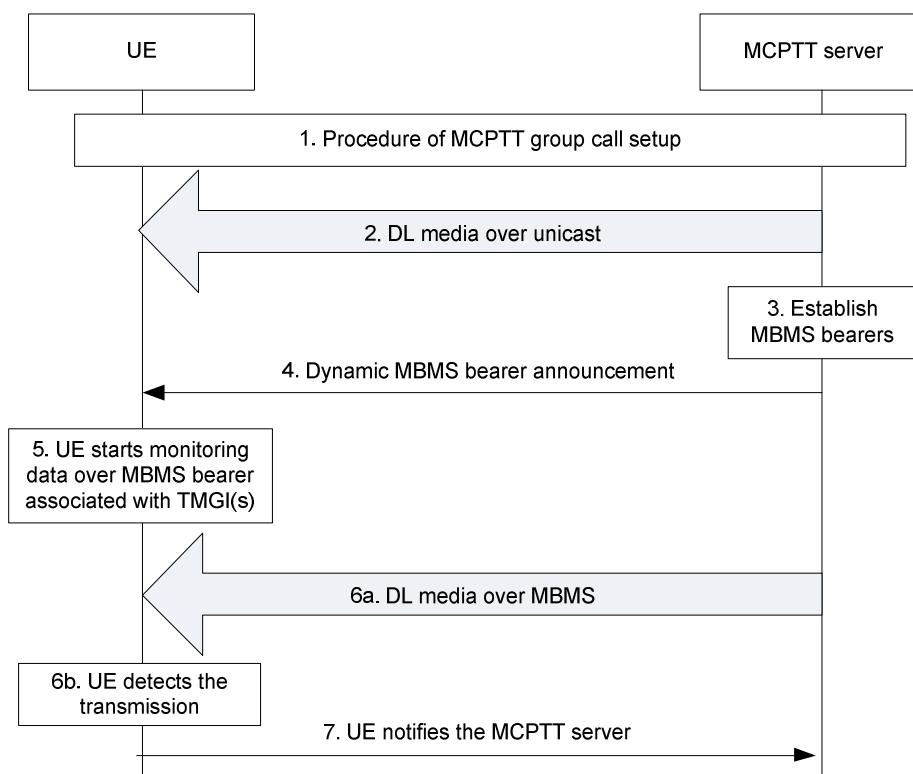 UE
MCPTT server
1. Procedure of MCPTT group call setup
2. DL media over unicast
3. Establish
MBMS bearers
4. Dynamic MBMS bearer announcement
5. UE starts monitoring
data over MBMS bearer
associated with TMGI(s)
6a. DL media over MBMS
6b. UE detects the
transmission
7. UE notifies the MCPTT server